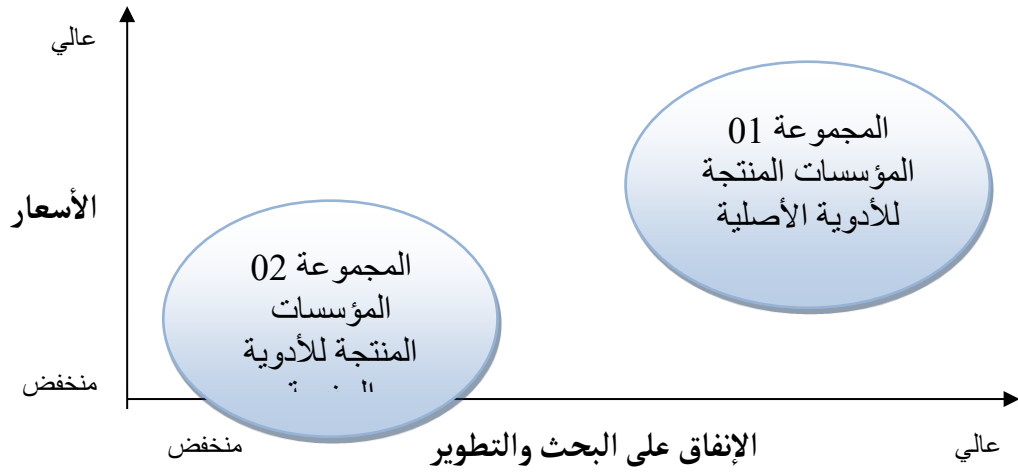 عالي
المجموعة 01
المؤسسات المنتجة
للأدوية الأصلية
الأسعار
المجموعة 02
المؤسسات
المنتجة للأدوية
منخفض
منخفض
الإنفاق على البحث والتطوير
عالي